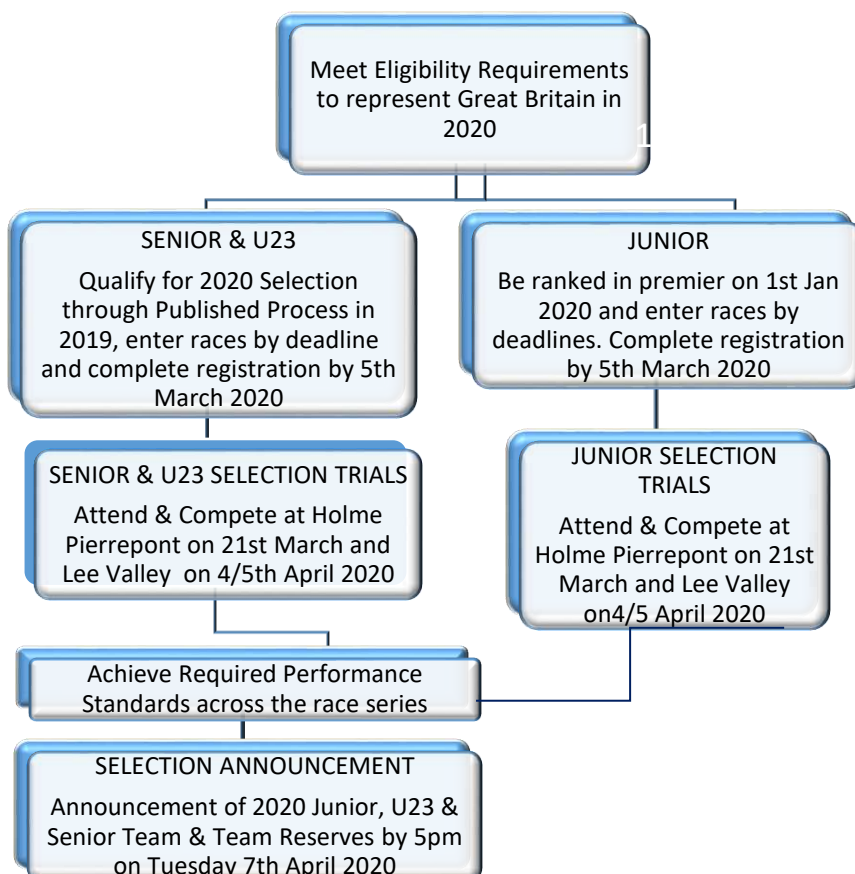 Meet Eligibility Requirements
to represent Great Britain in
2020
1
SENIOR & U23
Qualify for 2020 Selection
through Published Process in
2019, enter races by deadline
and complete registration by 5th
March 2020
JUNIOR
Be ranked in premier on 1st Jan
2020 and enter races by
deadlines. Complete registration
by 5th March 2020
SENIOR & U23 SELECTION TRIALS
Attend & Compete at Holme
Pierrepont on 21st March and
Lee Valley on 4/5th April 2020
JUNIOR SELECTION
TRIALS
Attend & Compete at
Holme Pierrepont on 21st
March and Lee Valley
on4/5 April 2020
Achieve Required Performance
Standards across the race series
SELECTION ANNOUNCEMENT
Announcement of 2020 Junior, U23 &
Senior Team & Team Reserves by 5pm
on Tuesday 7th April 2020